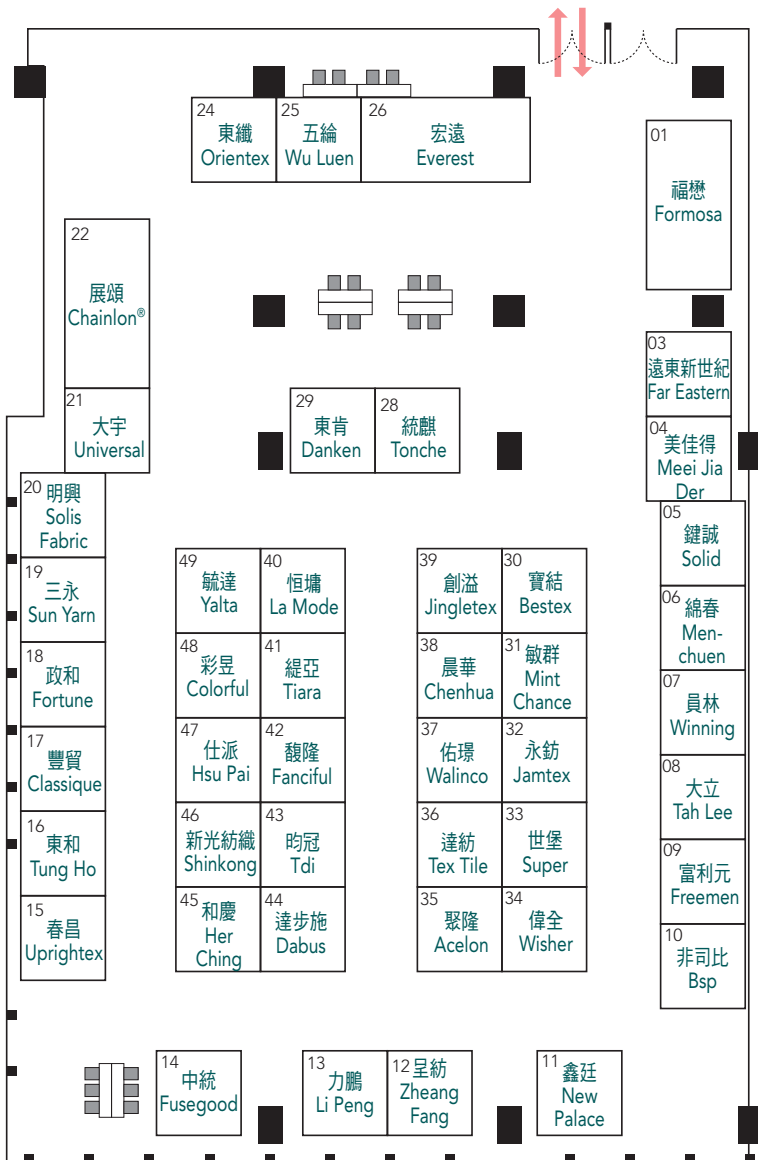 24
東纖
Orientex
25
五綸
Wu Luen
26
宏遠
Everest
01
福懋
Formosa
22
展頌
Chainlon®
03
遠東新世紀
Far Eastern
21
大宇
Universal
29
東肯
Danken
28
統麒
Tonche
04
美佳得
Meei Jia
Der
20 明興
Solis
Fabric
05
鍵誠
Solid
19
三永
Sun Yarn
49
毓達
Yalta
40
恒墉
La Mode
39
創溢
Jingletex
30
寶結
Bestex
06
綿春
Men-
chuen
18
政和
Fortune
48
彩昱
Colorful
41
緹亞
Tiara
38
晨華
Chenhua
31 敏群
Mint
Chance
07
員林
Winning
17
豐貿
Classique
47
仕派
Hsu Pai
42
馥隆
Fanciful
37
佑璟
Walinco
32
永鈁
Jamtex
08
大立
Tah Lee
16
東和
Tung Ho
46
新光紡織
Shinkong
43
昀冠
Tdi
36
達紡
Tex Tile
33
世堡
Super
09
富利元
Freemen
15
春昌
Uprightex
45 和慶
Her
Ching
44
達步施
Dabus
35
聚隆
Acelon
34
偉全
Wisher
10
非司比
Bsp
14
中統
Fusegood
13
力鵬
Li Peng
12 呈紡
Zheang
Fang
11 鑫廷
New
Palace